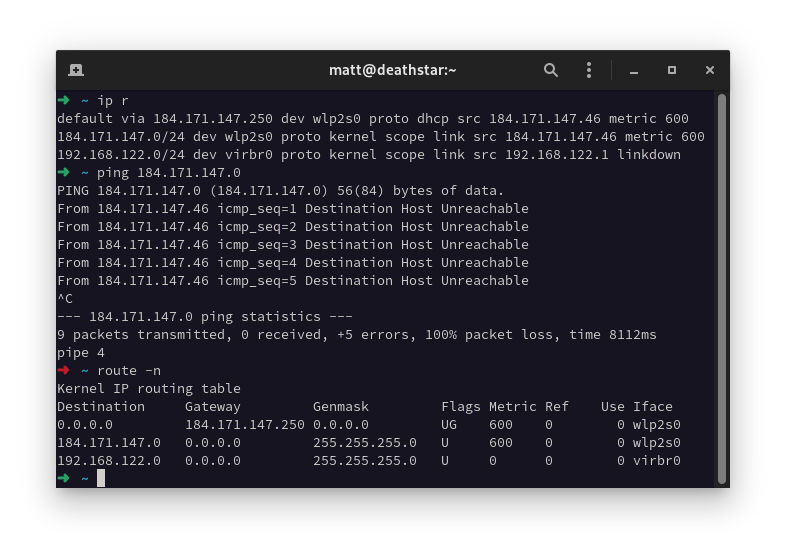 matt@deathstar:~
➜ ~ ip r
default via 184.171.147.250 dev wlp2s0 proto dhcp src 184.171.147.46 metric 600
184.171.147.0/24 dev wlp2s0 proto kernel scope link src 184.171.147.46 metric 600
192.168.122.0/24 dev virbr0 proto kernel scope link src 192.168.122.1 linkdown
➜ ~ ping 184.171.147.0
PING 184.171.147.0 (184.171.147.0) 56(84) bytes of data.
From 184.171.147.46 icmp_seq=1 Destination Host Unreachable
From 184.171.147.46 icmp_seq=2 Destination Host Unreachable
From 184.171.147.46 icmp_seq=3 Destination Host Unreachable
From 184.171.147.46 icmp_seq=4 Destination Host Unreachable
From 184.171.147.46 icmp_seq=5 Destination Host Unreachable
^C
--- 184.171.147.0 ping statistics ---
9 packets transmitted, 0 received, +5 errors, 100% packet loss, time 8112ms
pipe 4
➜ ~ route -n
Kernel IP routing table
Destination     Gateway         Genmask         Flags Metric Ref    Use Iface
0.0.0.0         184.171.147.250 0.0.0.0         UG    600    0        0 wlp2s0
184.171.147.0   0.0.0.0         255.255.255.0   U     600    0        0 wlp2s0
192.168.122.0   0.0.0.0         255.255.255.0   U     0      0        0 virbr0
➜ ~